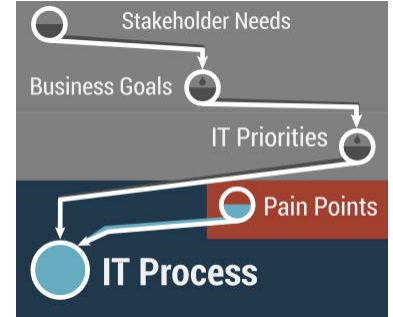 Stakeholder Needs
Business Goals
IT Priorities
Pain Points
IT Process